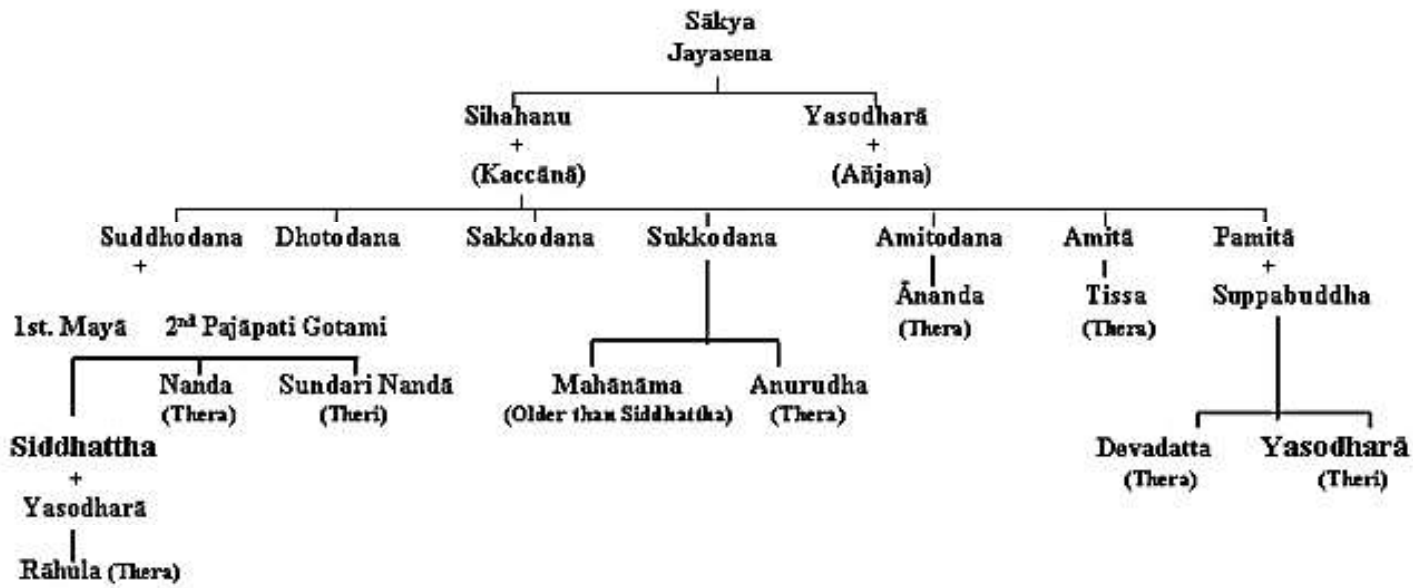 Sākya
Jayasena
Sihahanu Yasodharā
+ +
(Kaccānā) (Añjana)
Suddhodana Dhotodana Sakkodana Sukkodana Amitodana Amitā Pamitā
+ +
Ānanda Tissa Suppabuddha
(Thera) (Thera)
1st. Mayā 2nd Pajāpati Gotami
Nanda Sundari Nandā Mahānāma Anurudha
(Thera) (Theri) (Older than Siddhattha) (Thera)
Siddhattha Devadatta Yasodharā
+ (Thera) (Theri)
Yasodharā
Rāhula (Thera)